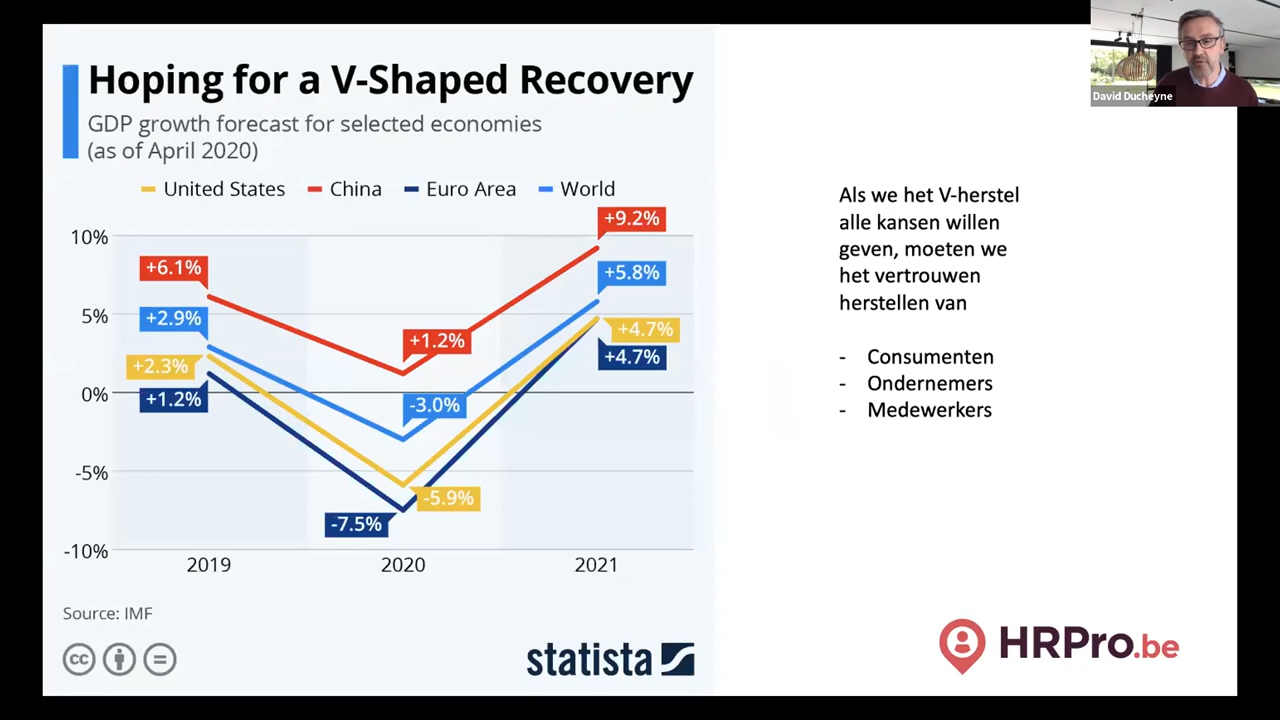 Hoping for a V-Shaped Recovery
GDP growth forecast for selected economies
(as of April 2020)
United States China Euro Area World
10%
5%
0%
-5%
-10%
+6.1%
+2.9%
+2.3%
+1.2%
+1.2%
-3.0%
-5.9%
-7.5%
+9.2%
+5.8%
+4.7%
+4.7%
2019 2020 2021
Source: IMF
cc
statista
David Ducheyne
Als we het V-herstel
alle kansen willen
geven, moeten we
het vertrouwen
herstellen van
- Consumenten
- Ondernemers
- Medewerkers
HRPro.be